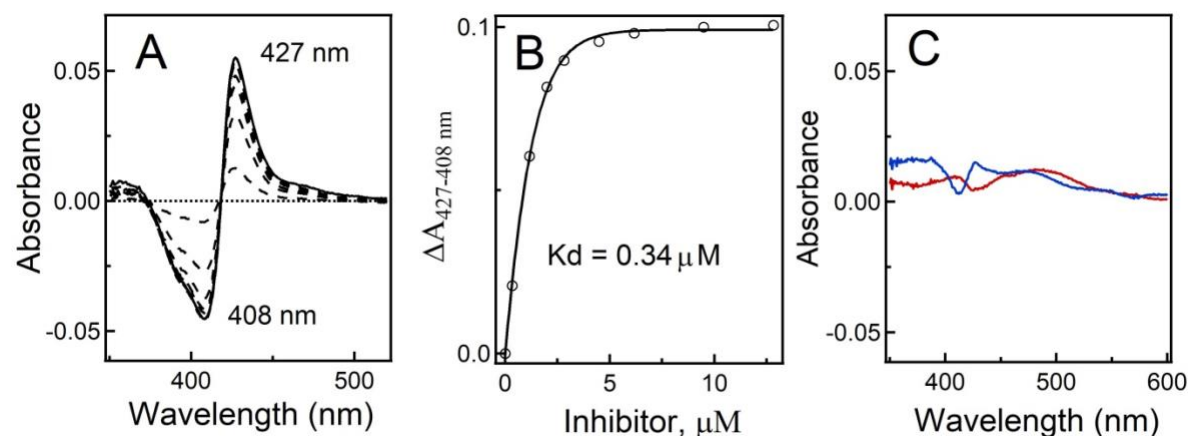 A
427 nm
408 nm
0.05
0.00
-0.05
Absorbance
400
500
Wavelength (nm)
B
0.1
0.0
ΔA427-408 nm
Kd = 0.34 μM
0
5
10
Inhibitor, μM
C
0.05
0.00
-0.05
Absorbance
400
500
600
Wavelength (nm)